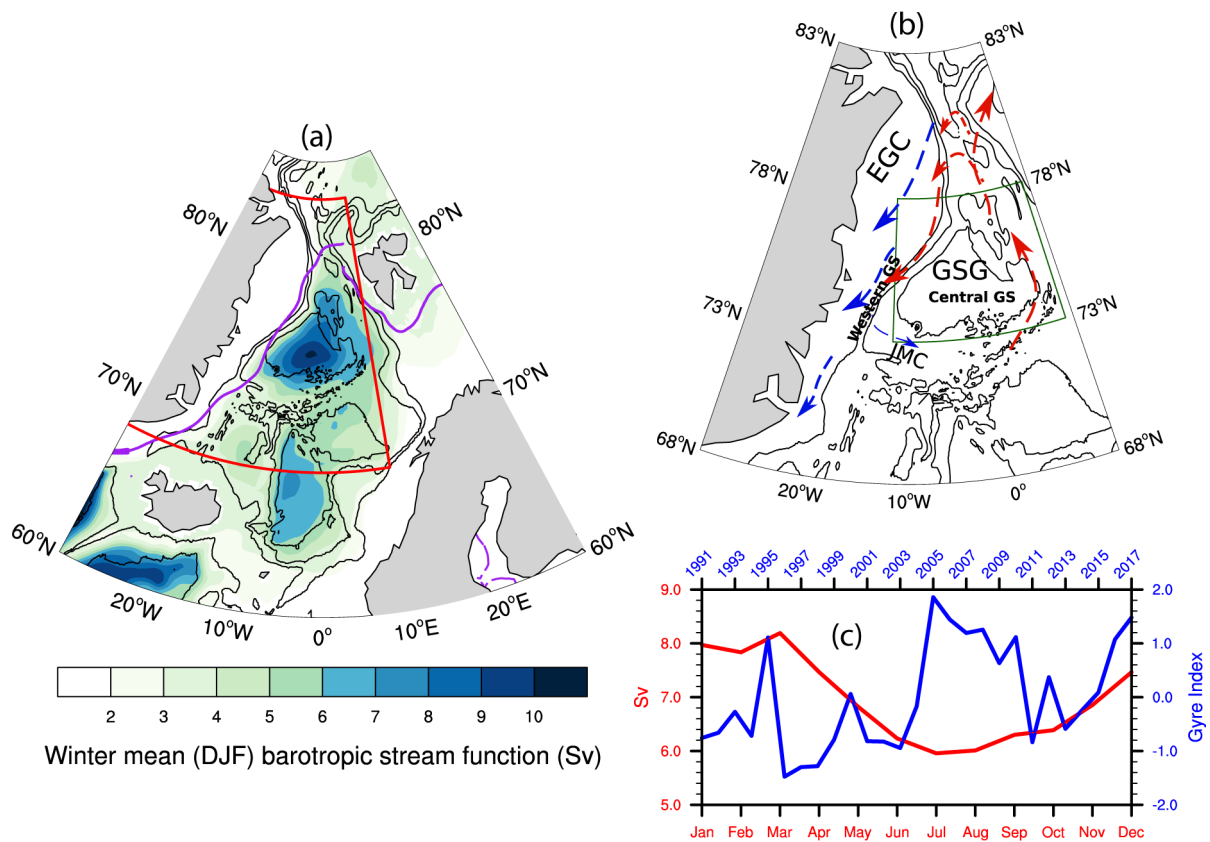 (a)
80°N
80°N
70°N
70°N
60°N
60°N
20°W
10°W
0°
10°E
20°E
2 3 4 5 6 7 8 9 10
Winter mean (DJF) barotropic stream function (Sv)
(b)
83°N
83°N
EGC
78°N
78°N
GSG
Central GS
Western GS
73°N
73°N
JMC
68°N
68°N
20°W
10°W
0°
1991 1993 1995 1997 1999 2001 2003 2005 2007 2009 2011 2013 2015 2017
(c)
9.0
8.0
7.0
6.0
5.0
Sv
2.0
1.0
0.0
-1.0
-2.0
Gyre Index
Jan Feb Mar Apr May Jun Jul Aug Sep Oct Nov Dec